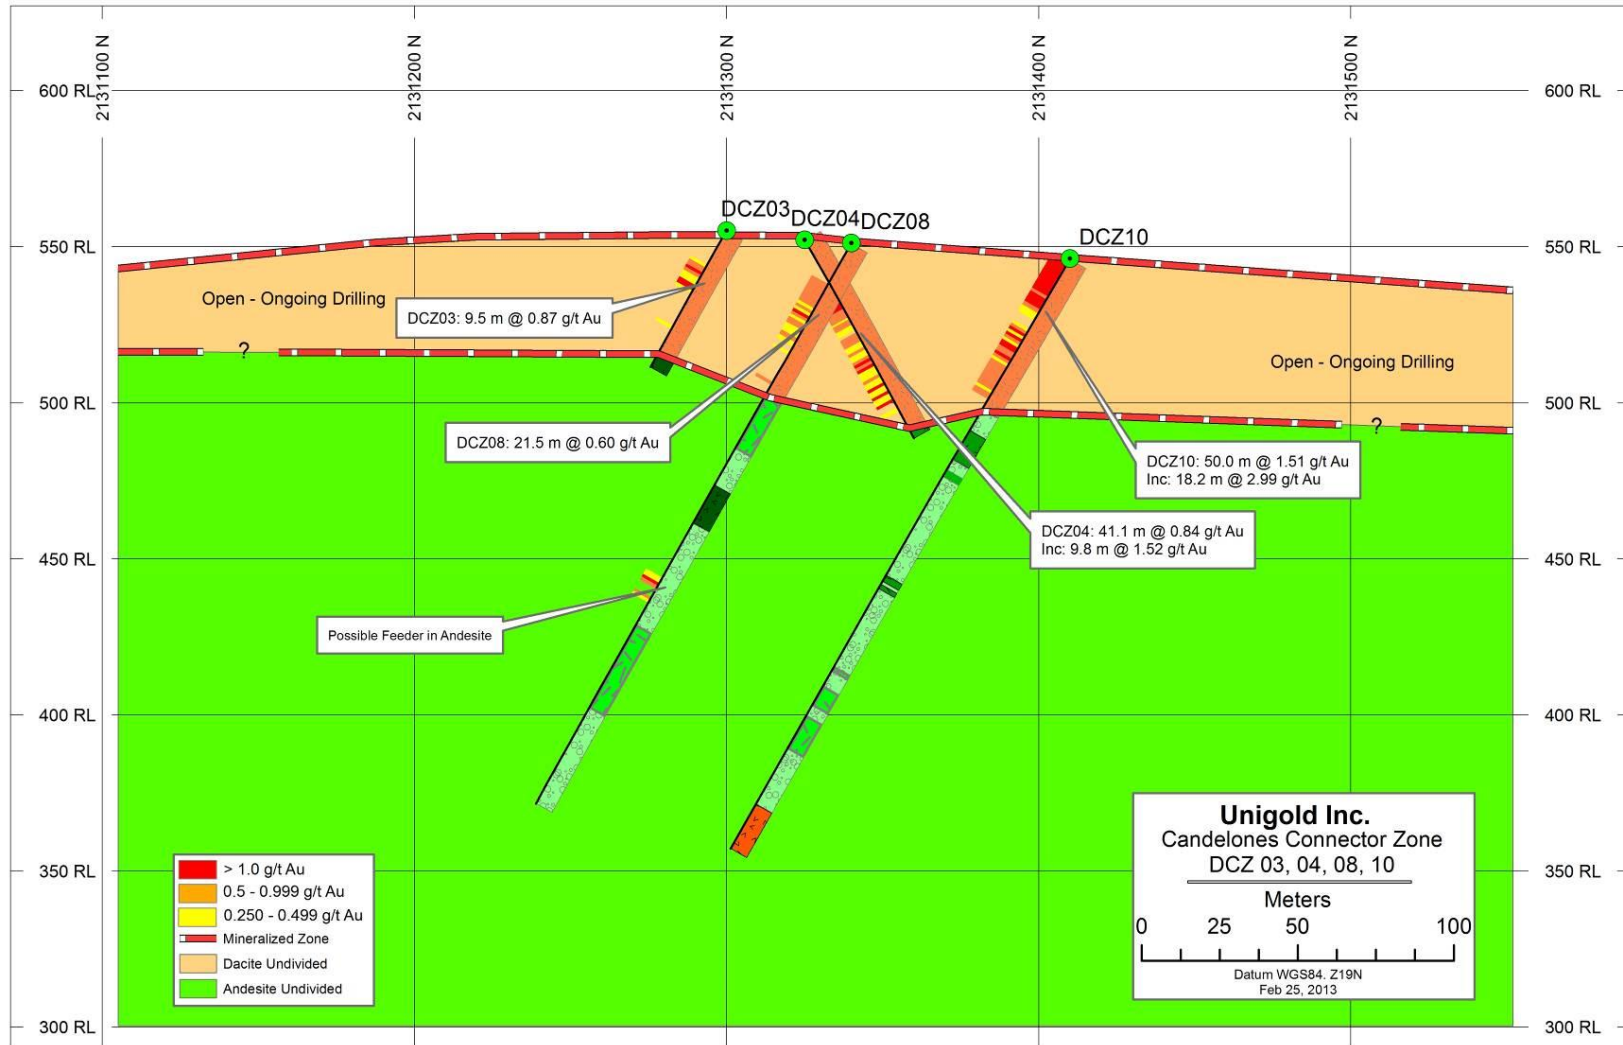 2131100 N
2131200 N
2131300 N
2131400 N
2131500 N
600 RL
600 RL
DCZ03
DCZ04
DCZ08
DCZ10
550 RL
550 RL
Open - Ongoing Drilling
DCZ03: 9.5 m @ 0.87 g/t Au
?
Open - Ongoing Drilling
500 RL
500 RL
?
DCZ08: 21.5 m @ 0.60 g/t Au
DCZ10: 50.0 m @ 1.51 g/t Au
Inc: 18.2 m @ 2.99 g/t Au
DCZ04: 41.1 m @ 0.84 g/t Au
Inc: 9.8 m @ 1.52 g/t Au
450 RL
450 RL
Possible Feeder in Andesite
400 RL
400 RL
350 RL
350 RL
> 1.0 g/t Au
0.5 - 0.999 g/t Au
0.250 - 0.499 g/t Au
Mineralized Zone
Dacite Undivided
Andesite Undivided
Unigold Inc.
Candelones Connector Zone
DCZ 03, 04, 08, 10
Meters
0 25 50 100
Datum WGS84. Z19N
Feb 25, 2013
300 RL
300 RL